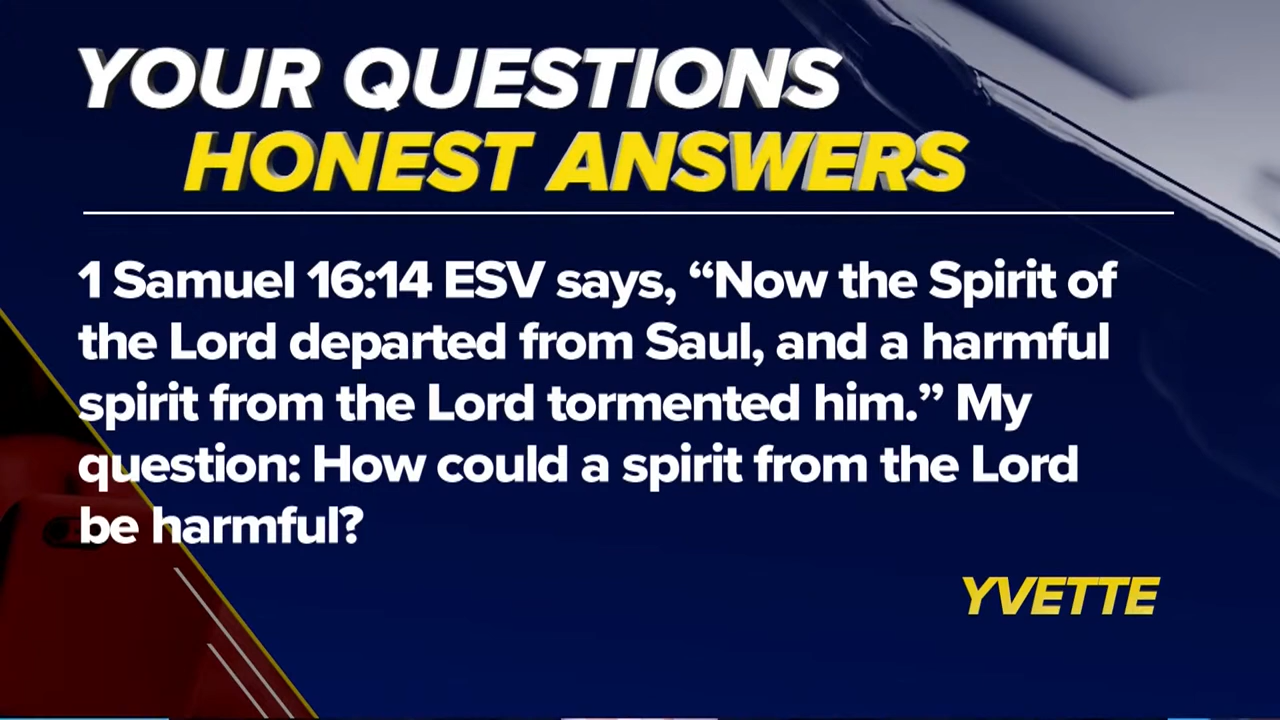 YOUR QUESTIONS
HONEST ANSWERS
1 Samuel 16:14 ESV says, “Now the Spirit of
the Lord departed from Saul, and a harmful
spirit from the Lord tormented him.” My
question: How could a spirit from the Lord
be harmful?
YVETTE